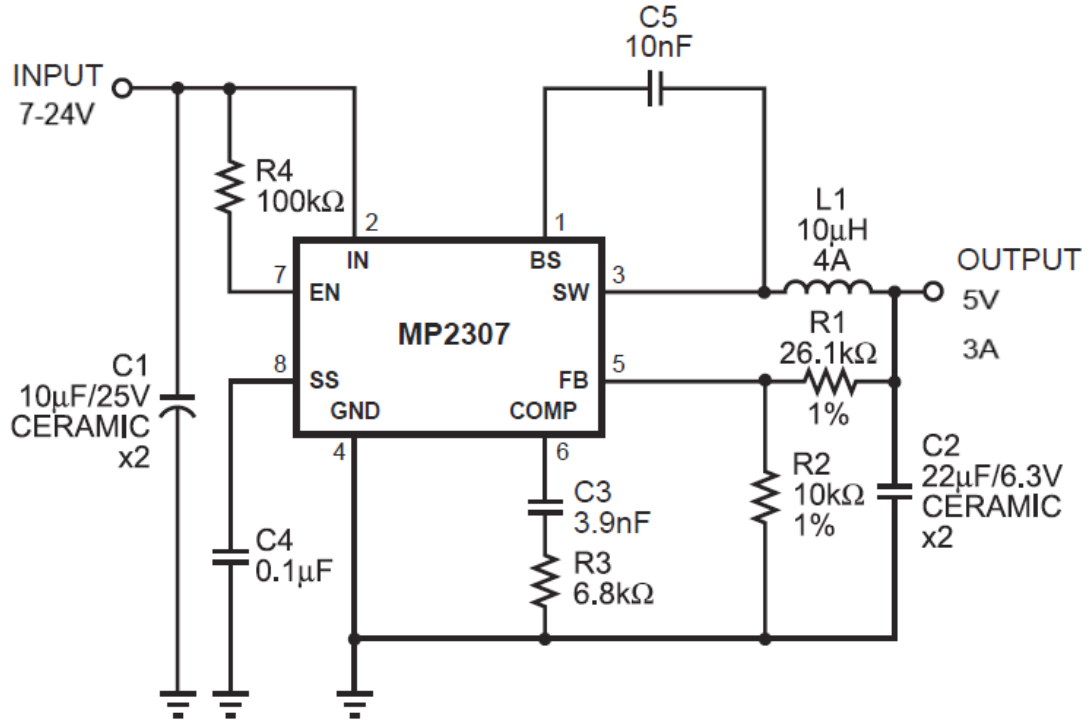 C5
10nF
INPUT
7-24V
R4
100kΩ
2
1
L1
10µH
4A
IN
BS
7
EN
3
SW
OUTPUT
5V
3A
MP2307
R1
26.1kΩ
1%
C1
10µF/25V
CERAMIC
x2
8
SS
5
FB
GND
COMP
4
6
C2
22µF/6.3V
CERAMIC
x2
R2
10kΩ
1%
C3
3.9nF
C4
0.1µF
R3
6.8kΩ